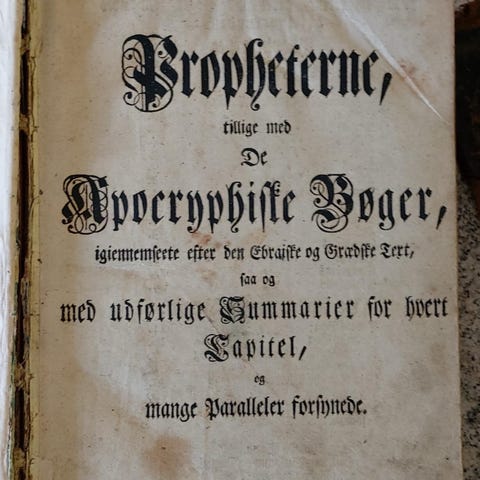 Propheterne,
tillige med
De
Apocryphiske Bøger,
igiennemseete efter den Ebraiske og Grædske Text,
saa og
med udførlige Summarier for hvert
Capitel,
og
mange Paralleler forsynede.